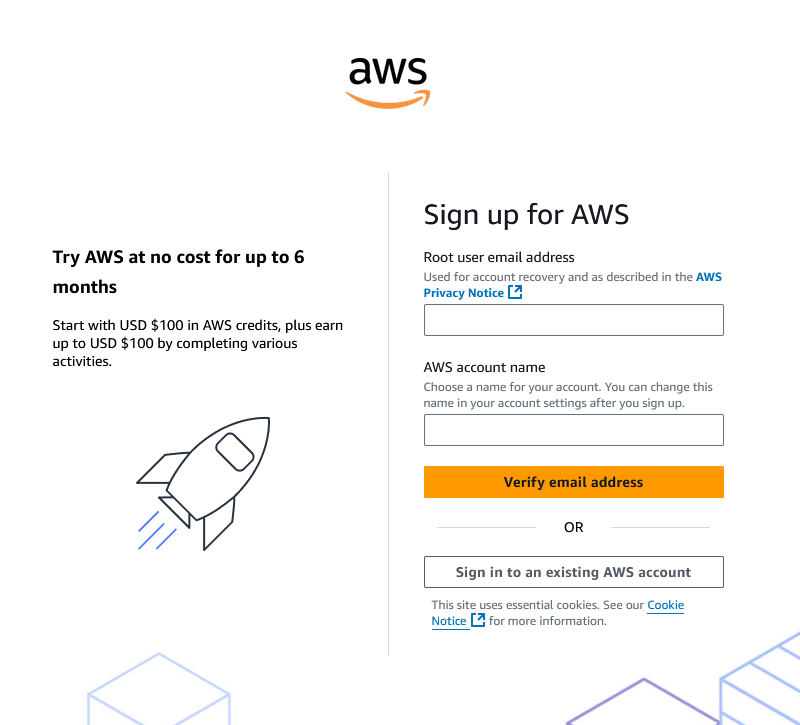 aws
Try AWS at no cost for up to 6
months
Start with USD $100 in AWS credits, plus earn
up to USD $100 by completing various
activities.
Sign up for AWS
Root user email address
Used for account recovery and as described in the AWS
Privacy Notice
AWS account name
Choose a name for your account. You can change this
name in your account settings after you sign up.
Verify email address
OR
Sign in to an existing AWS account
This site uses essential cookies. See our Cookie
Notice for more information.